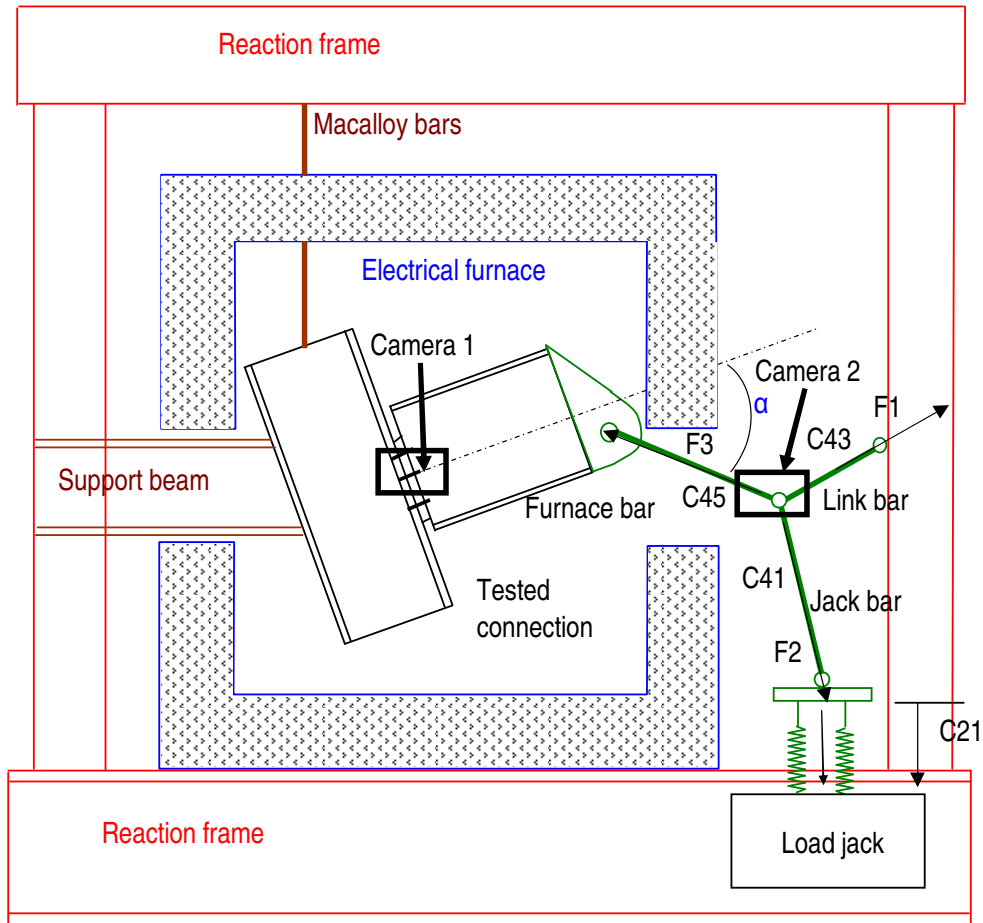 Reaction frame
Macalloy bars
Electrical furnace
Camera 1
Camera 2
α
F1
F3
C43
Support beam
C45
Link bar
Furnace bar
C41
Tested
connection
Jack bar
F2
C21
Reaction frame
Load jack